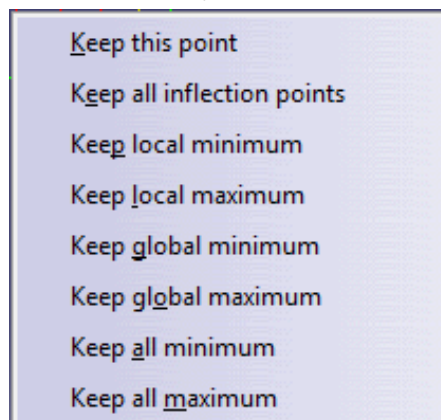 Keep this point
Keep all inflection points
Keep local minimum
Keep local maximum
Keep global minimum
Keep global maximum
Keep all minimum
Keep all maximum